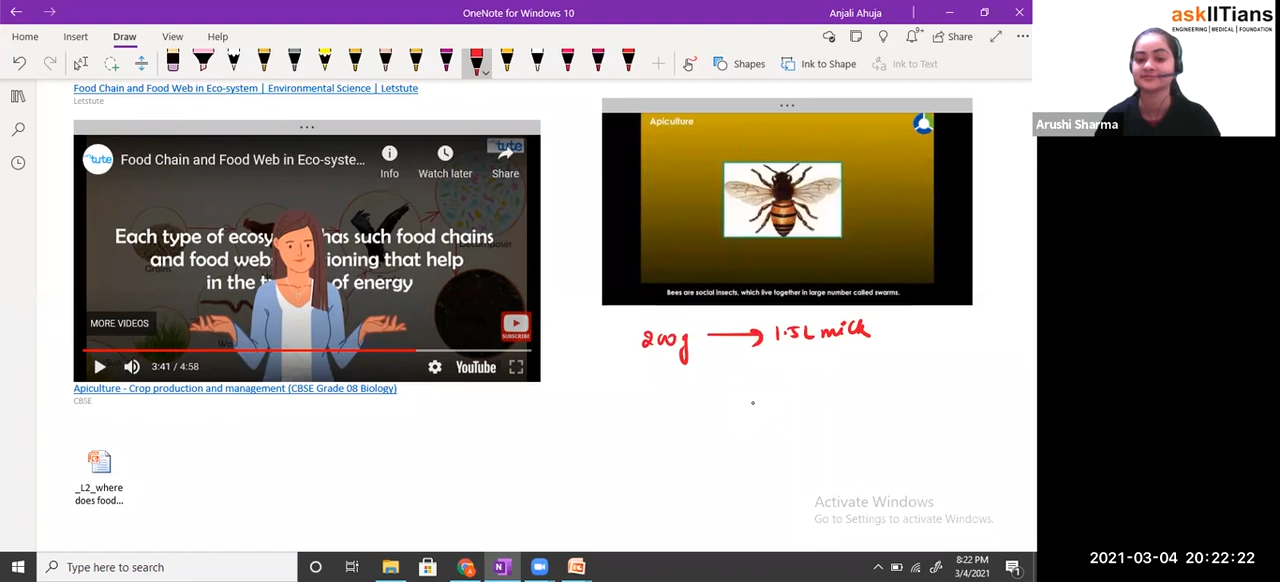 OneNote for Windows 10
Anjali Ahuja
askIITians
ENGINEERING | MEDICAL | FOUNDATION
Home Insert Draw View Help
Share
Shapes Ink to Shape Ink to Text
Food Chain and Food Web in Eco-system | Environmental Science | Letstute
Letstute
Arushi Sharma
Food Chain and Food Web in Eco-syste...
Info Watch later Share
tute
tute
Each type of ecosy has such food chains
and food web tioning that help
in the tr of energy
MORE VIDEOS
SUBSCRIBE
3:41 / 4:58
YouTube
Apiculture
Bees are social insects, which live together in large number called swarms.
200g → 1.5L milk
Apiculture - Crop production and management (CBSE Grade 08 Biology)
CBSE
_L2_where
does food...
Activate Windows
Go to Settings to activate Windows.
Type here to search
8:22 PM
3/4/2021
1
2021-03-04 20:22:22